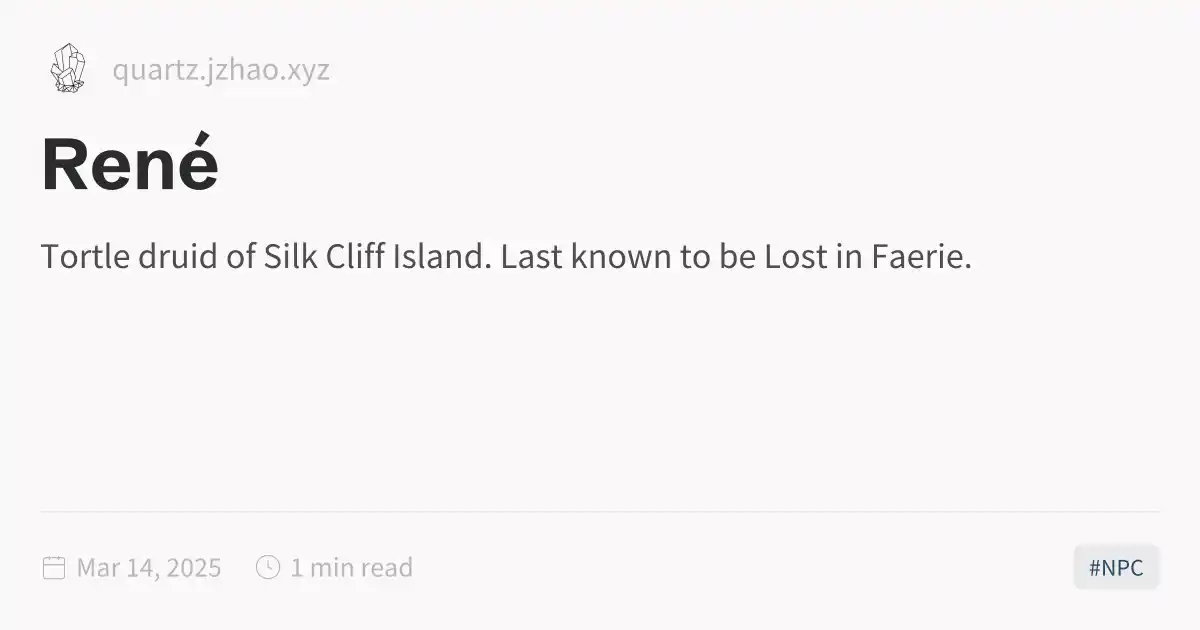 quartz.jzhao.xyz
René
Tortle druid of Silk Cliff Island. Last known to be Lost in Faerie.
Mar 14, 2025 1 min read
#NPC